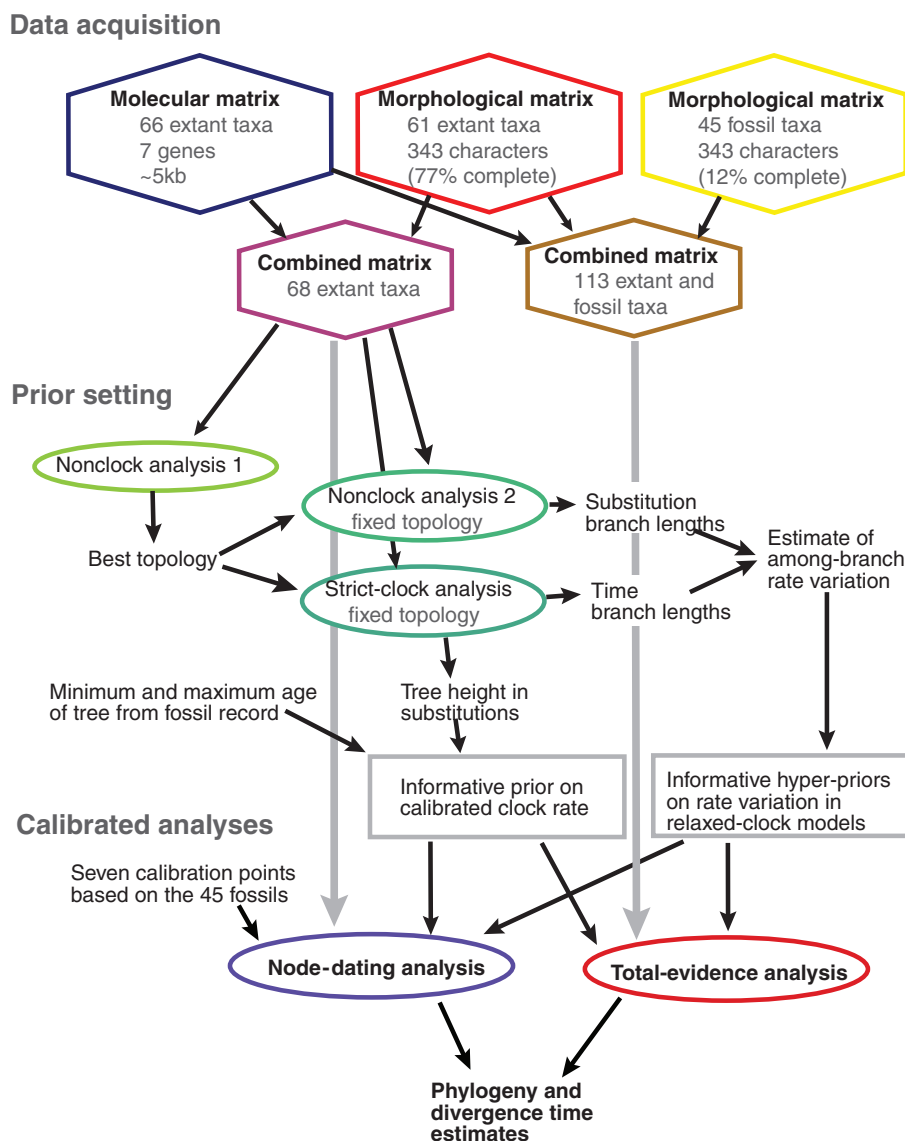 Data acquisition
Molecular matrix
66 extant taxa
7 genes
~5kb
Morphological matrix
61 extant taxa
343 characters
(77% complete)
Morphological matrix
45 fossil taxa
343 characters
(12% complete)
Combined matrix
68 extant taxa
Combined matrix
113 extant and
fossil taxa
Prior setting
Nonclock analysis 1
Best topology
Nonclock analysis 2
fixed topology
Substitution
branch lengths
Strict-clock analysis
fixed topology
Time
branch lengths
Estimate of
among-branch
rate variation
Minimum and maximum age
of tree from fossil record
Tree height in
substitutions
Informative prior on
calibrated clock rate
Informative hyper-priors
on rate variation in
relaxed-clock models
Calibrated analyses
Seven calibration points
based on the 45 fossils
Node-dating analysis
Total-evidence analysis
Phylogeny and
divergence time
estimates